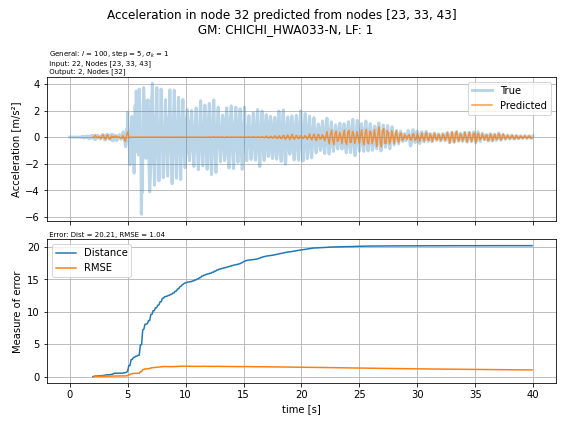 Acceleration in node 32 predicted from nodes [23, 33, 43]
GM: CHICHI_HWA033-N, LF: 1
General: l = 100, step = 5, σₖ = 1
Input: 22, Nodes [23, 33, 43]
Output: 2, Nodes [32]
True
Predicted
4
2
0
−2
−4
−6
Acceleration [m/s²]
Error: Dist = 20.21, RMSE = 1.04
Distance
RMSE
20
15
10
5
0
Measure of error
0
5
10
15
20
25
30
35
40
time [s]